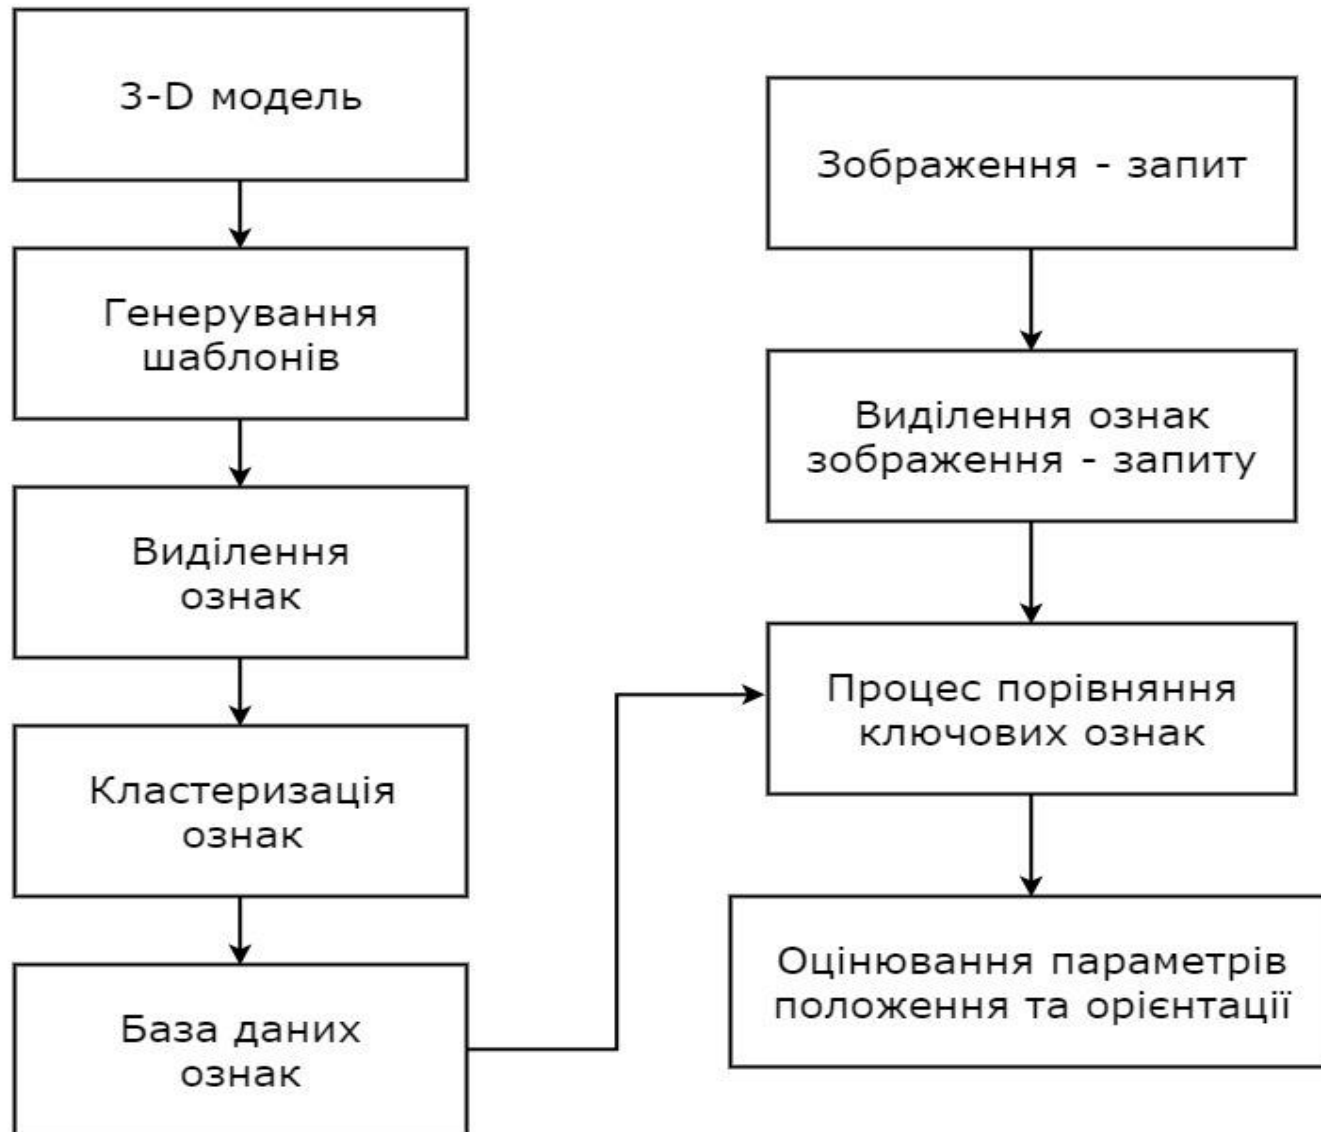 3-D модель
Генерування
шаблонів
Виділення
ознак
Кластеризація
ознак
База даних
ознак
Зображення - запит
Виділення ознак
зображення - запиту
Процес порівняння
ключових ознак
Оцінювання параметрів
положення та орієнтації